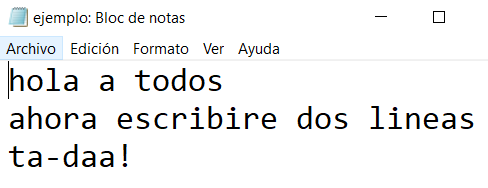 ejemplo: Bloc de notas
Archivo Edición Formato Ver Ayuda
hola a todos
ahora escribire dos lineas
ta-daa!